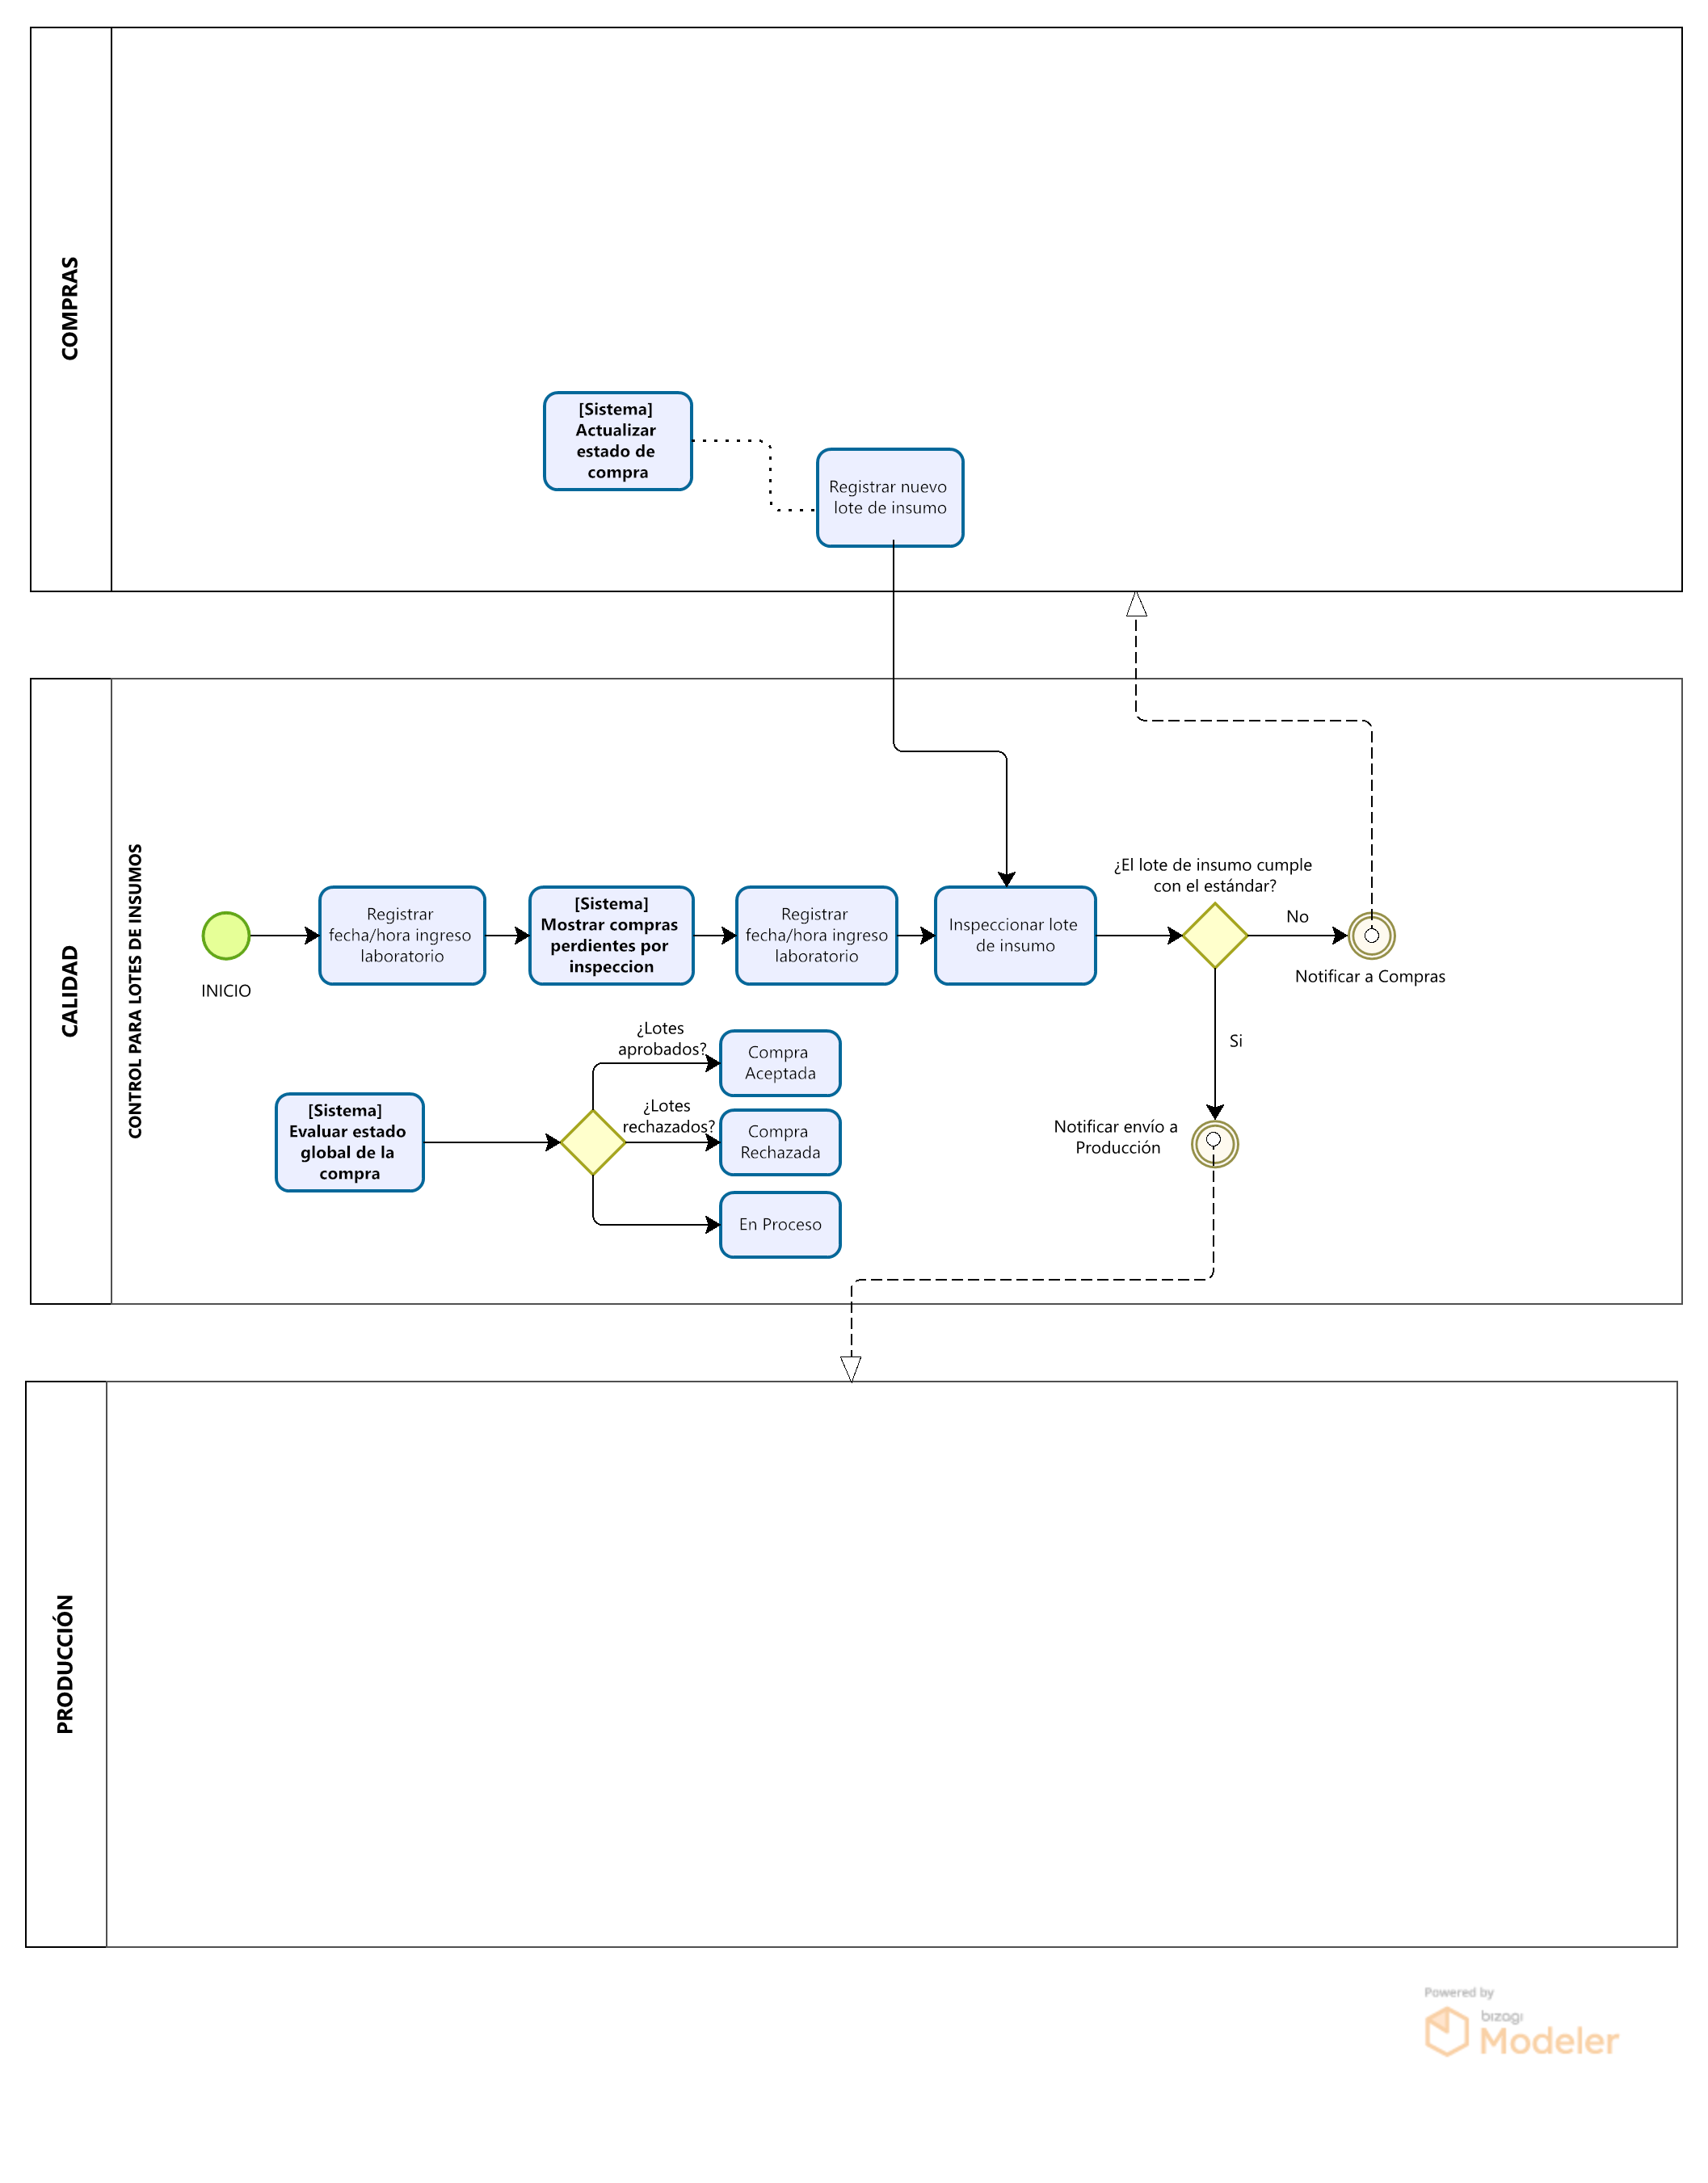 COMPRAS
[Sistema]
Actualizar
estado de
compra
Registrar nuevo
lote de insumo
CALIDAD
CONTROL PARA LOTES DE INSUMOS
INICIO
Registrar
fecha/hora ingreso
laboratorio
[Sistema]
Mostrar compras
perdientes por
inspeccion
Registrar
fecha/hora ingreso
laboratorio
Inspeccionar lote
de insumo
¿El lote de insumo cumple
con el estándar?
No
Notificar a Compras
Si
Notificar envío a
Producción
[Sistema]
Evaluar estado
global de la
compra
¿Lotes
aprobados?
Compra
Aceptada
¿Lotes
rechazados?
Compra
Rechazada
En Proceso
PRODUCCIÓN
Powered by
bizagi
Modeler